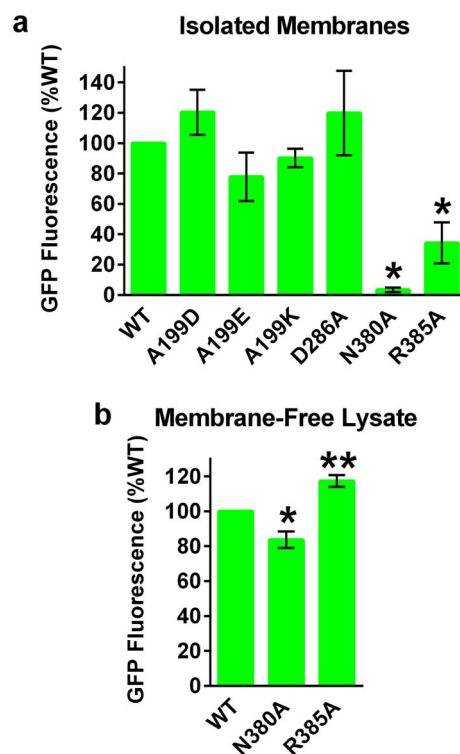 a
Isolated Membranes
GFP Fluorescence (%WT)
140
120
100
80
60
40
20
0
*
*
WT
A199D
A199E
A199K
D286A
N380A
R385A
b
Membrane-Free Lysate
GFP Fluorescence (%WT)
120
100
80
60
40
20
0
*
**
WT
N380A
R385A